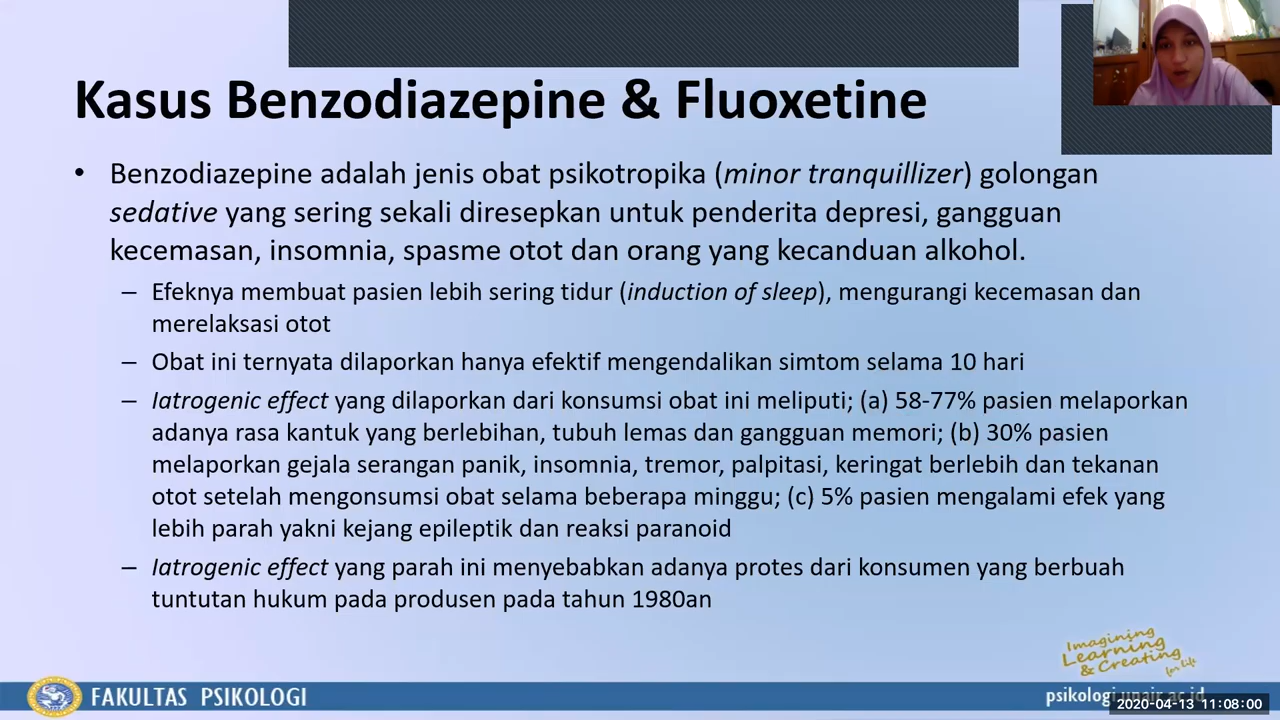 Kasus Benzodiazepine & Fluoxetine
• Benzodiazepine adalah jenis obat psikotropika (minor tranquillizer) golongan
sedative yang sering sekali diresepkan untuk penderita depresi, gangguan
kecemasan, insomnia, spasme otot dan orang yang kecanduan alkohol.
– Efeknya membuat pasien lebih sering tidur (induction of sleep), mengurangi kecemasan dan
merelaksasi otot
– Obat ini ternyata dilaporkan hanya efektif mengendalikan simtom selama 10 hari
– Iatrogenic effect yang dilaporkan dari konsumsi obat ini meliputi; (a) 58-77% pasien melaporkan
adanya rasa kantuk yang berlebihan, tubuh lemas dan gangguan memori; (b) 30% pasien
melaporkan gejala serangan panik, insomnia, tremor, palpitasi, keringat berlebih dan tekanan
otot setelah mengonsumsi obat selama beberapa minggu; (c) 5% pasien mengalami efek yang
lebih parah yakni kejang epileptik dan reaksi paranoid
– Iatrogenic effect yang parah ini menyebabkan adanya protes dari konsumen yang berbuah
tuntutan hukum pada produsen pada tahun 1980an
Imagining
Learning
& Creating
for life
FAKULTAS PSIKOLOGI
psikologi.unair.ac.id
2020-04-13 11:08:00